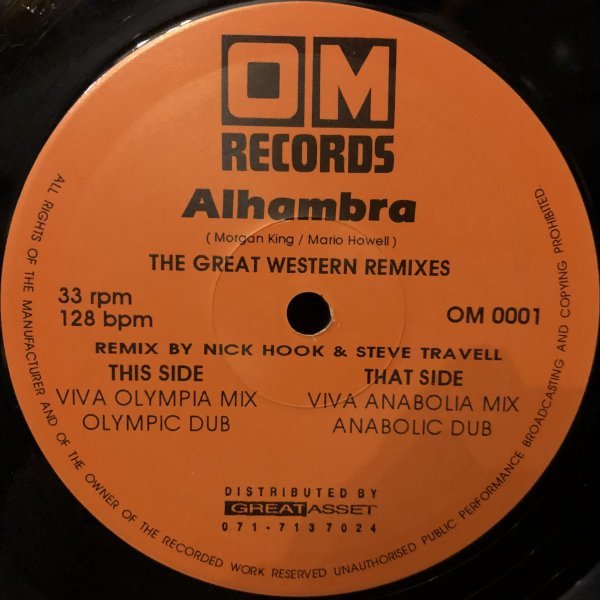 OM
RECORDS
Alhambra
( Morgan King / Mario Howell )
THE GREAT WESTERN REMIXES
33 rpm
128 bpm
OM 0001
REMIX BY NICK HOOK & STEVE TRAVELL
THIS SIDE
VIVA OLYMPIA MIX
OLYMPIC DUB
THAT SIDE
VIVA ANABOLIA MIX
ANABOLIC DUB
DISTRIBUTED BY
GREAT ASSET
071-7137024
ALL RIGHTS OF THE MANUFACTURER AND OF THE OWNER OF THE RECORDED WORK RESERVED UNAUTHORISED PUBLIC PERFORMANCE BROADCASTING AND COPYING PROHIBITED.